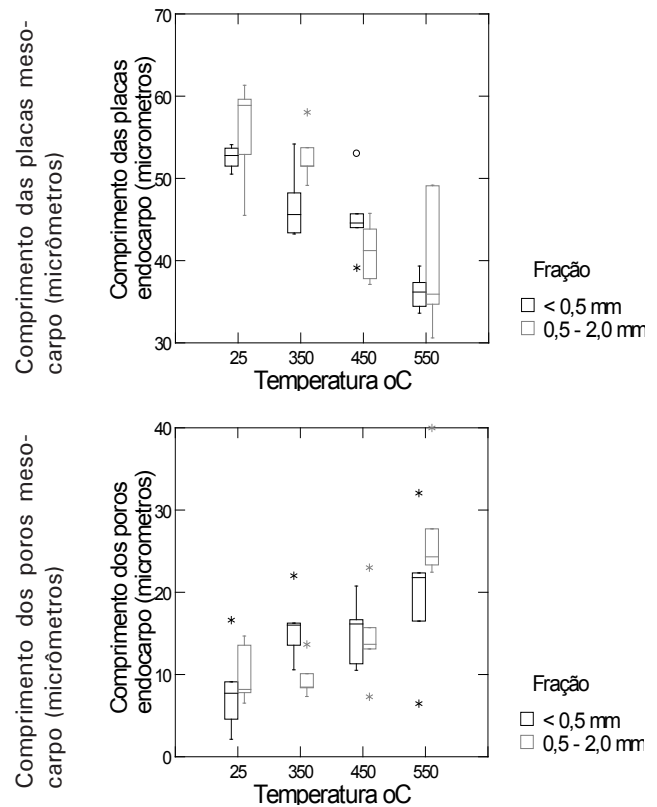 Comprimento das placas meso-
carpo (micrômetros)
Comprimento das placas
endocarpo (micrometros)
70
60
50
40
30
25
350
450
550
Temperatura oC
Fração
< 0,5 mm
0,5 - 2,0 mm
Comprimento dos poros meso-
carpo (micrômetros)
Comprimento dos poros
endocarpo (micrometros)
40
30
20
10
0
25
350
450
550
Temperatura oC
Fração
< 0,5 mm
0,5 - 2,0 mm